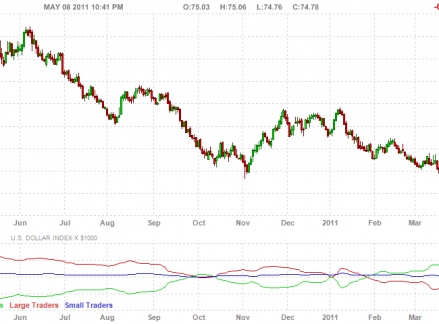 MAY 08 2011 10:41 PM O:75.03 H:75.06 L:74.76 C:74.78
Jun Jul Aug Sep Oct Nov Dec 2011 Feb Mar
U.S. DOLLAR INDEX X $1000
Large Traders Small Traders
Jun Jul Aug Sep Oct Nov Dec 2011 Feb Mar